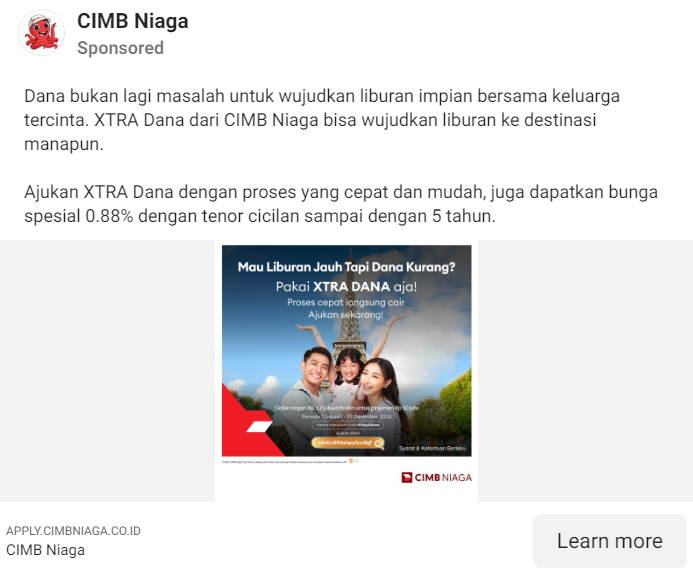 CIMB Niaga
Sponsored
Dana bukan lagi masalah untuk wujudkan liburan impian bersama keluarga
tercinta. XTRA Dana dari CIMB Niaga bisa wujudkan liburan ke destinasi
manapun.
Ajukan XTRA Dana dengan proses yang cepat dan mudah, juga dapatkan bunga
spesial 0.88% dengan tenor cicilan sampai dengan 5 tahun.
Mau Liburan Jauh Tapi Dana Kurang?
Pakai XTRA DANA aja!
Proses cepat langsung cair
Ajukan sekarang!
Cicilan ringan Rp 1,2 jutaan/bulan untuk pinjaman Rp 50 juta
Periode 1 Januari - 31 Desember 2024
Ajukan disini
Syarat & Ketentuan Berlaku
CIMB NIAGA
APPLY.CIMBNIAGA.CO.ID
CIMB Niaga
Learn more